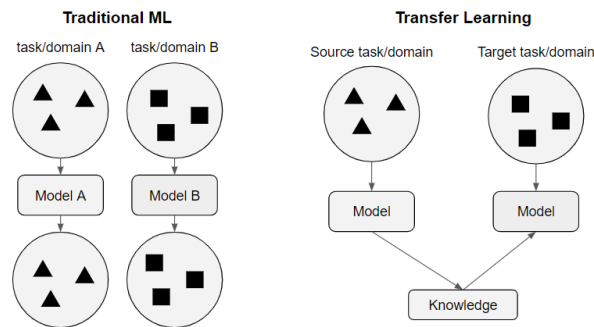 Traditional ML
task/domain A
task/domain B
Model A
Model B
Transfer Learning
Source task/domain
Target task/domain
Model
Model
Knowledge